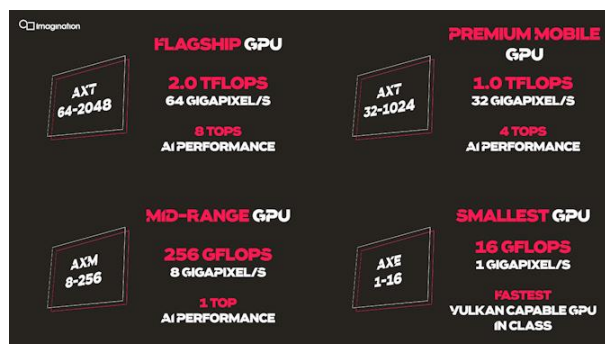 Imagination
FLAGSHIP GPU
AXT
64-2048
2.0 TFLOPS
64 GIGAPIXEL/S
8 TOPS
AI PERFORMANCE
PREMIUM MOBILE
GPU
AXT
32-1024
1.0 TFLOPS
32 GIGAPIXEL/S
4 TOPS
AI PERFORMANCE
MID-RANGE GPU
AXM
8-256
256 GFLOPS
8 GIGAPIXEL/S
1 TOP
AI PERFORMANCE
SMALLEST GPU
AXE
1-16
16 GFLOPS
1 GIGAPIXEL/S
FASTEST
VULKAN CAPABLE GPU
IN CLASS